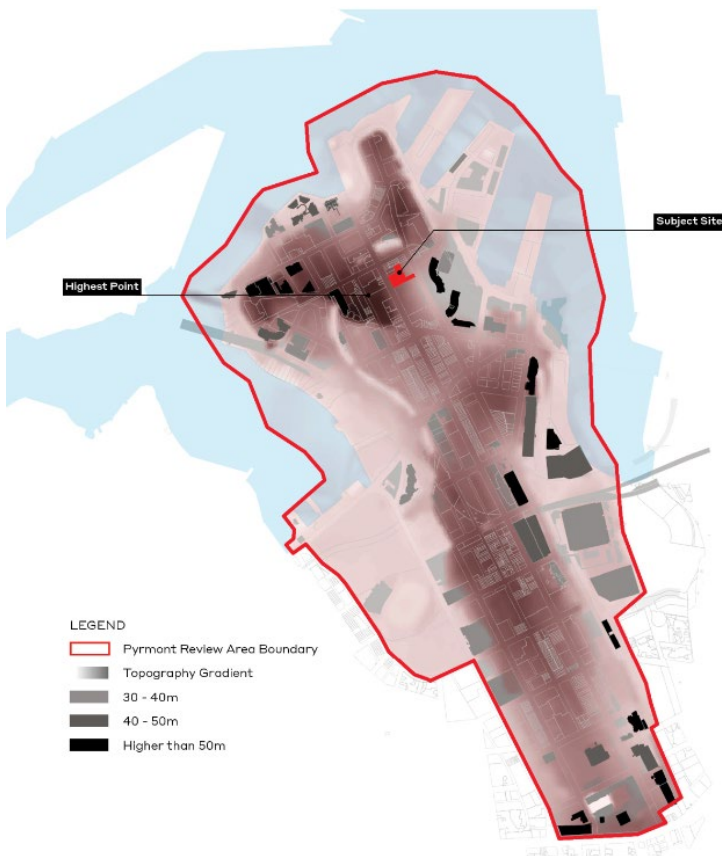 Subject Site
Highest Point
LEGEND
Pyrmont Review Area Boundary
Topography Gradient
30 - 40m
40 - 50m
Higher than 50m